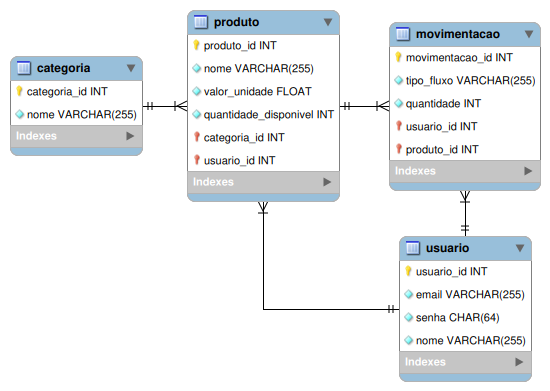 categoria
categoria_id INT
nome VARCHAR(255)
Indexes
produto
produto_id INT
nome VARCHAR(255)
valor_unidade FLOAT
quantidade_disponivel INT
categoria_id INT
usuario_id INT
Indexes
movimentacao
movimentacao_id INT
tipo_fluxo VARCHAR(255)
quantidade INT
usuario_id INT
produto_id INT
Indexes
usuario
usuario_id INT
email VARCHAR(255)
senha CHAR(64)
nome VARCHAR(255)
Indexes